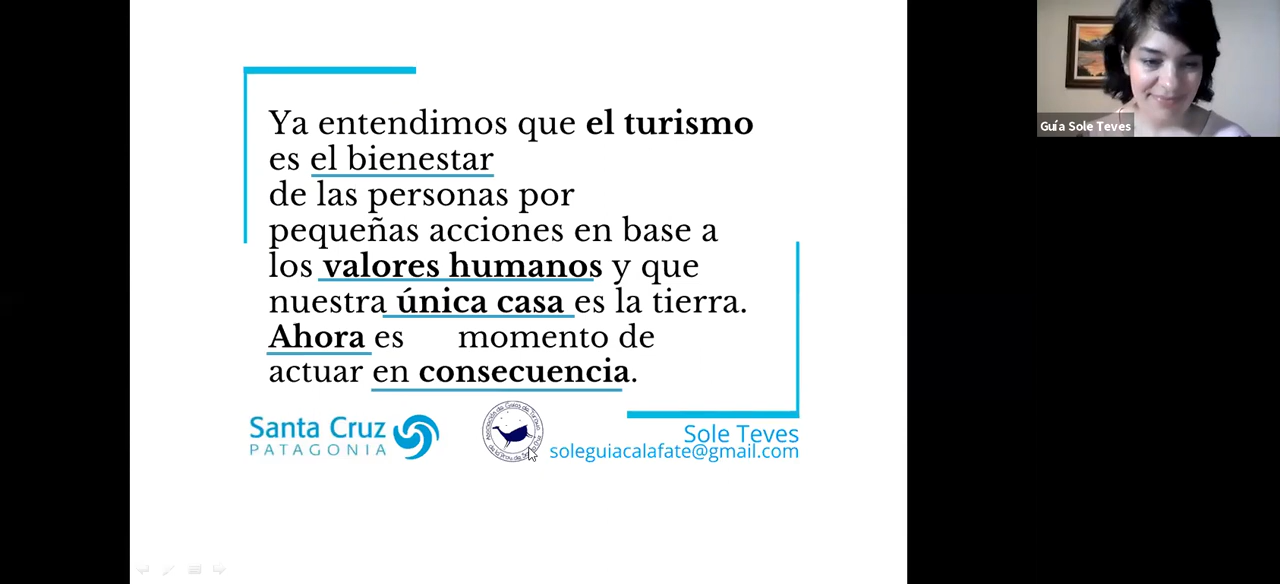 Ya entendimos que el turismo
es el bienestar
de las personas por
pequeñas acciones en base a
los valores humanos y que
nuestra única casa es la tierra.
Ahora es momento de
actuar en consecuencia.
Santa Cruz
PATAGONIA
Sole Teves
soleguiacalafate@gmail.com
Guía Sole Teves